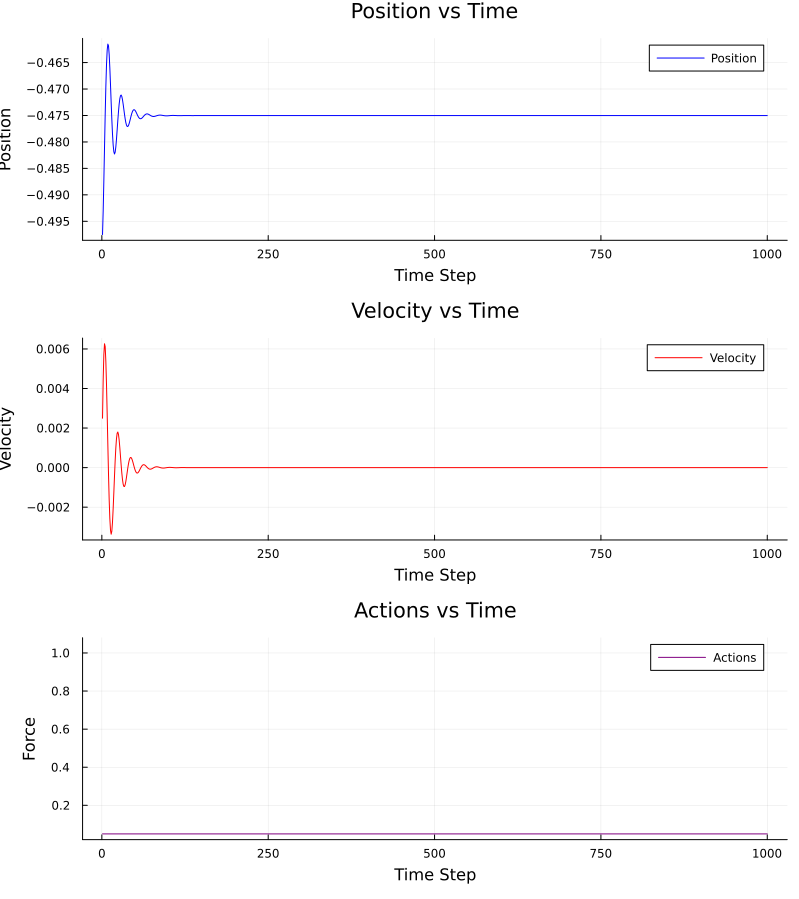 Position vs Time
Position
−0.465
−0.470
−0.475
−0.480
−0.485
−0.490
−0.495
Position
0 250 500 750 1000
Time Step
Velocity vs Time
Velocity
0.006
0.004
0.002
0.000
−0.002
Velocity
0 250 500 750 1000
Time Step
Actions vs Time
Actions
1.0
0.8
0.6
0.4
0.2
Force
0 250 500 750 1000
Time Step